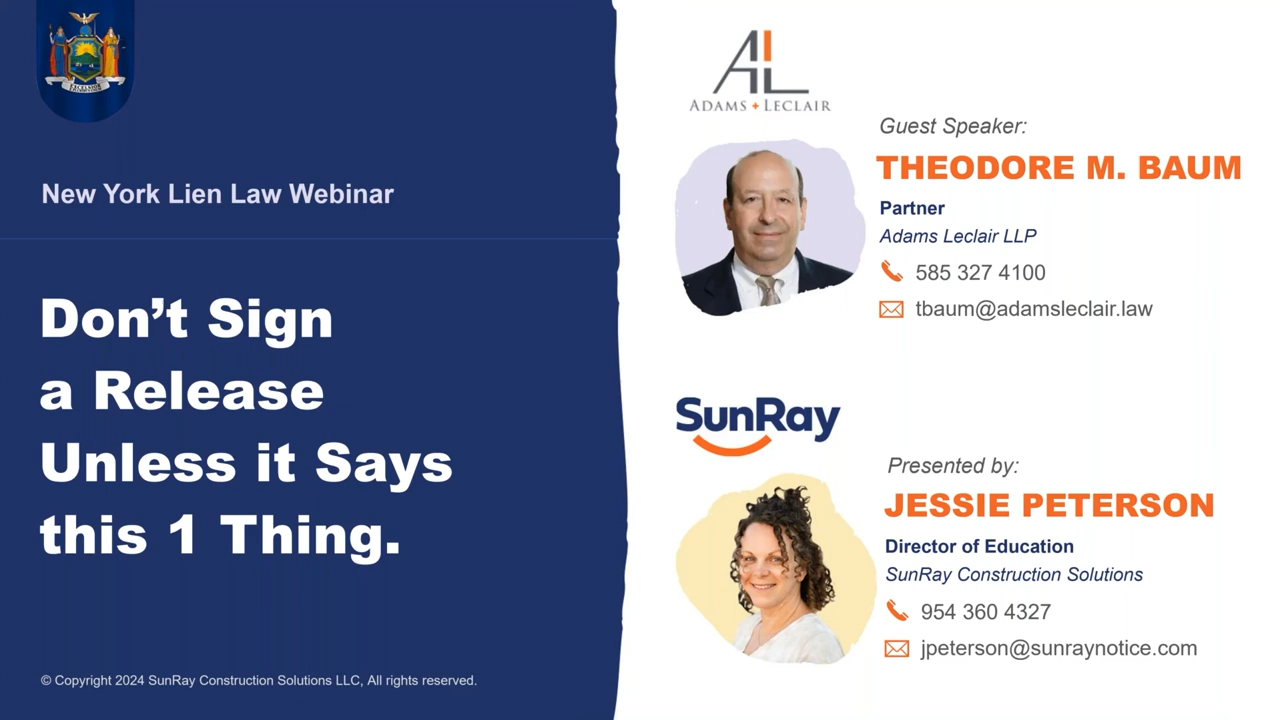 EXCELSIOR
New York Lien Law Webinar
Don’t Sign
a Release
Unless it Says
this 1 Thing.
© Copyright 2024 SunRay Construction Solutions LLC, All rights reserved.
AL
ADAMS + LECLAIR
Guest Speaker:
THEODORE M. BAUM
Partner
Adams Leclair LLP
585 327 4100
tbaum@adamsleclair.law
SunRay
Presented by:
JESSIE PETERSON
Director of Education
SunRay Construction Solutions
954 360 4327
jpeterson@sunraynotice.com